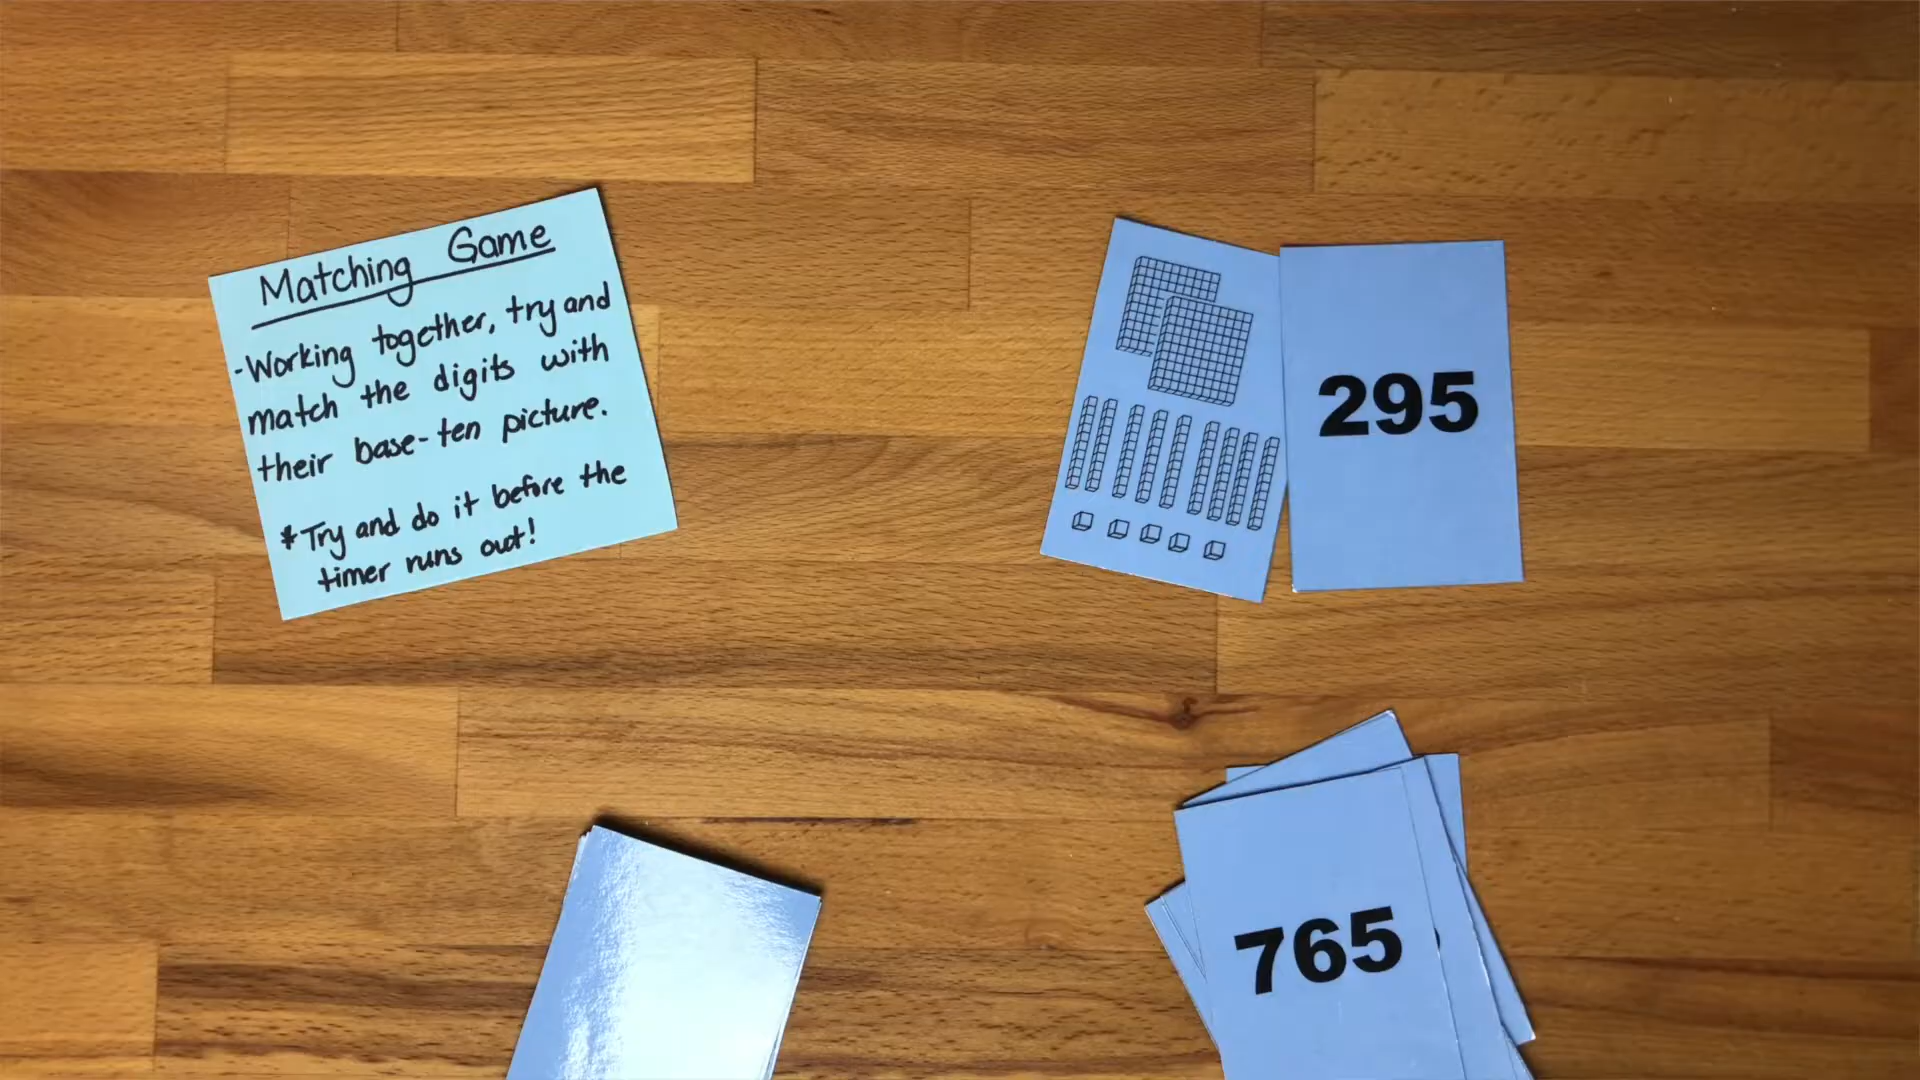 Matching Game
-Working together, try and
match the digits with
their base-ten picture.
*Try and do it before the
timer runs out!
295
765